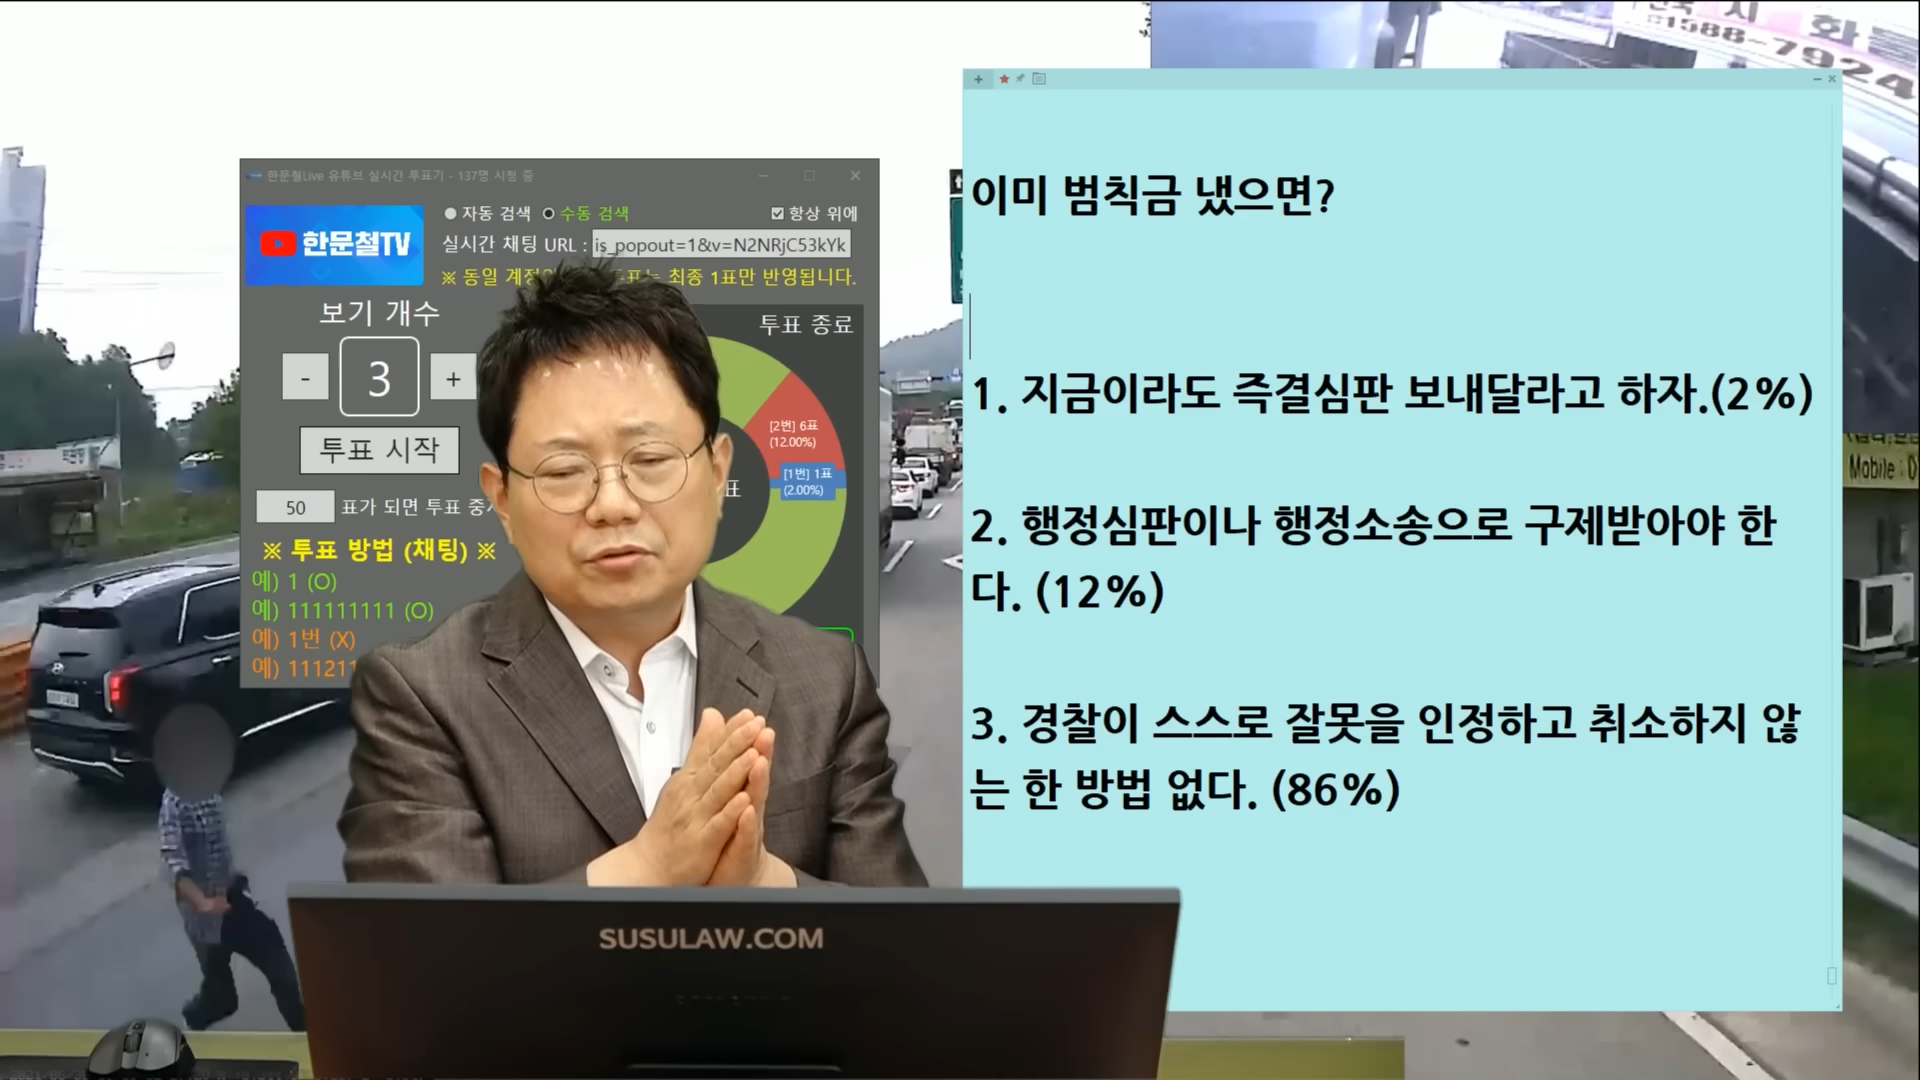 시화
1588-7924
이미 범칙금 냈으면?
1. 지금이라도 즉결심판 보내달라고 하자.(2%)
2. 행정심판이나 행정소송으로 구제받아야 한
다. (12%)
3. 경찰이 스스로 잘못을 인정하고 취소하지 않
는 한 방법 없다. (86%)
한문철Live 유튜브 실시간 투표기 - 137명 시청 중
한문철TV
자동 검색 수동 검색 항상 위에
실시간 채팅 URL : is_popout=1&v=N2NRjC53kYk
※ 동일 계정 최종 1표만 반영됩니다.
보기 개수
- 3 +
투표 시작
50 표가 되면 투표
※ 투표 방법 (채팅) ※
예) 1 (O)
예) 111111111 (O)
예) 1번 (X)
예) 111211
투표 종료
[2번] 6표
(12.00%)
[1번] 1표
(2.00%)
표
Mobile
SUSULAW.COM